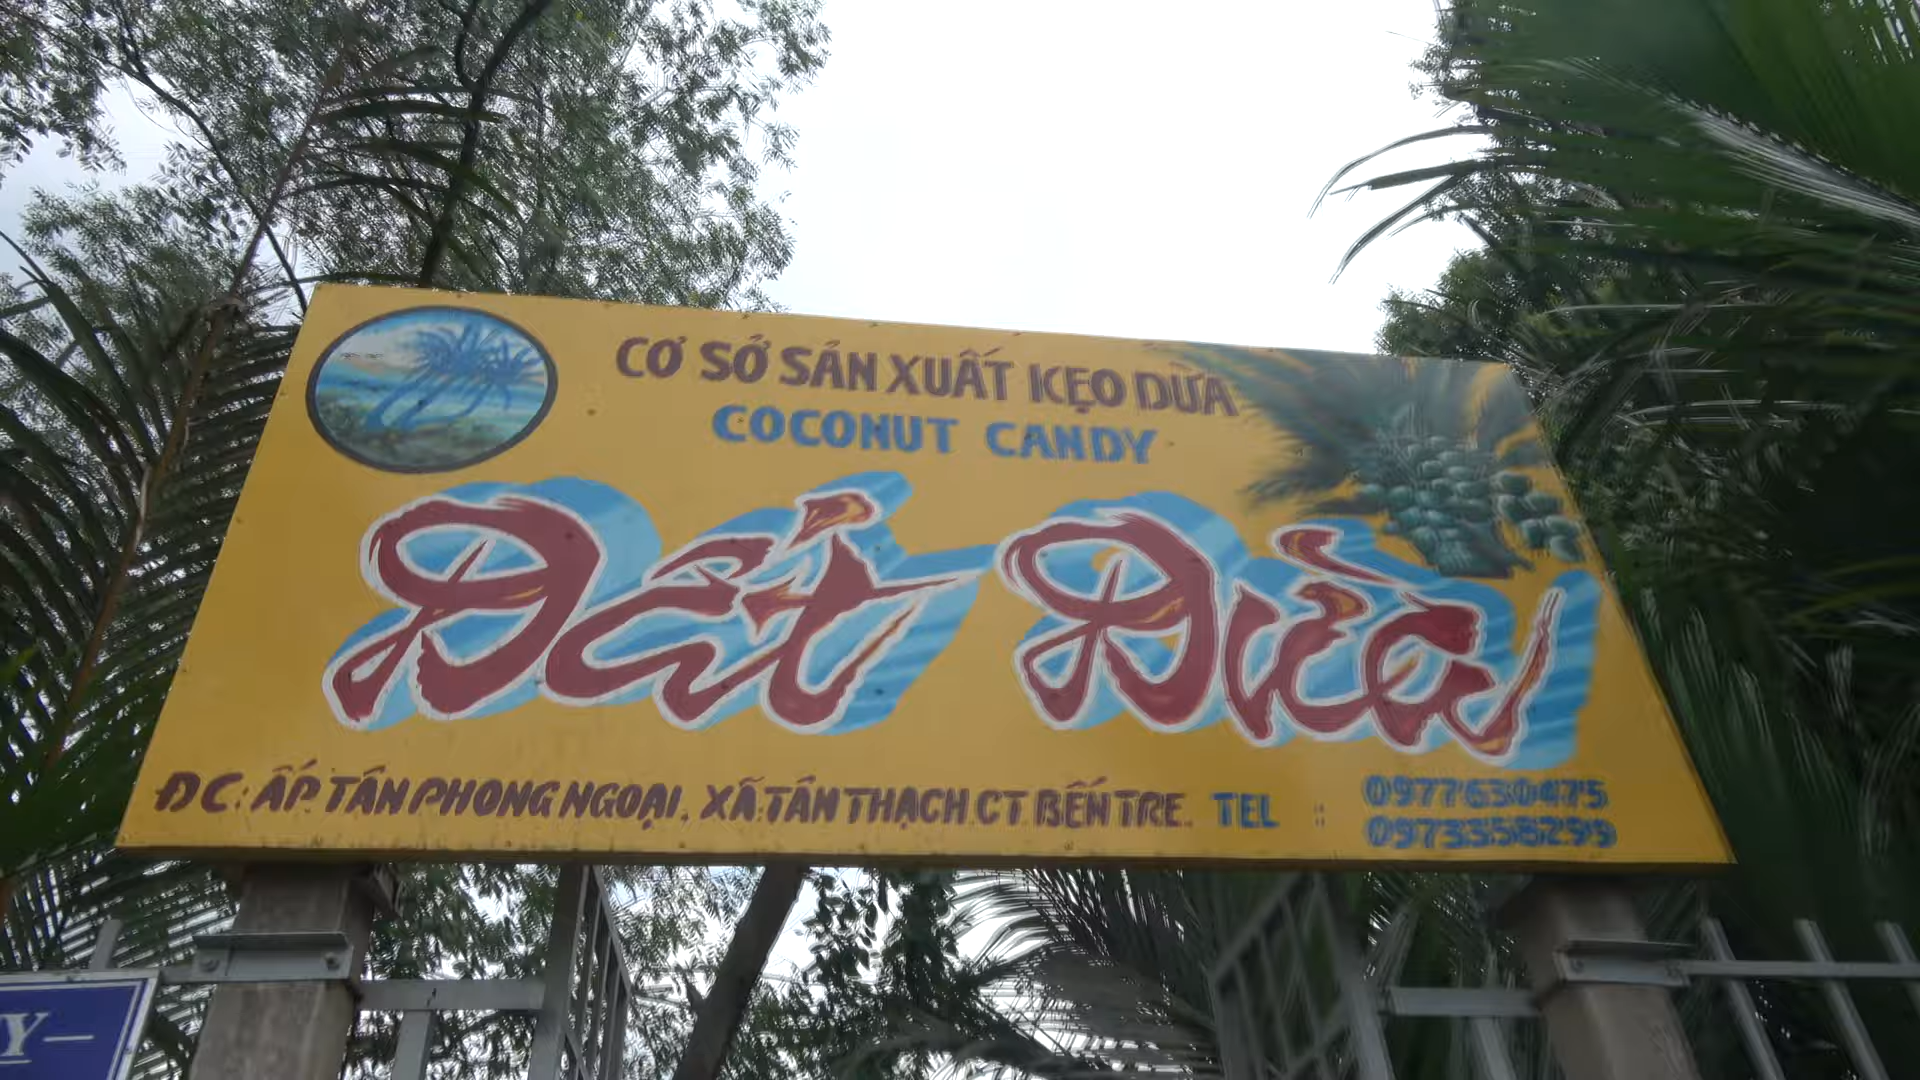 CƠ SỞ SẢN XUẤT KẸO DỪA
COCONUT CANDY
Đất Dừa
ĐC: ẤP TÂN PHONG NGOẠI. XÃ TÂN THẠCH CT BẾN TRE. TEL :
0977630475
0973358299
Y-